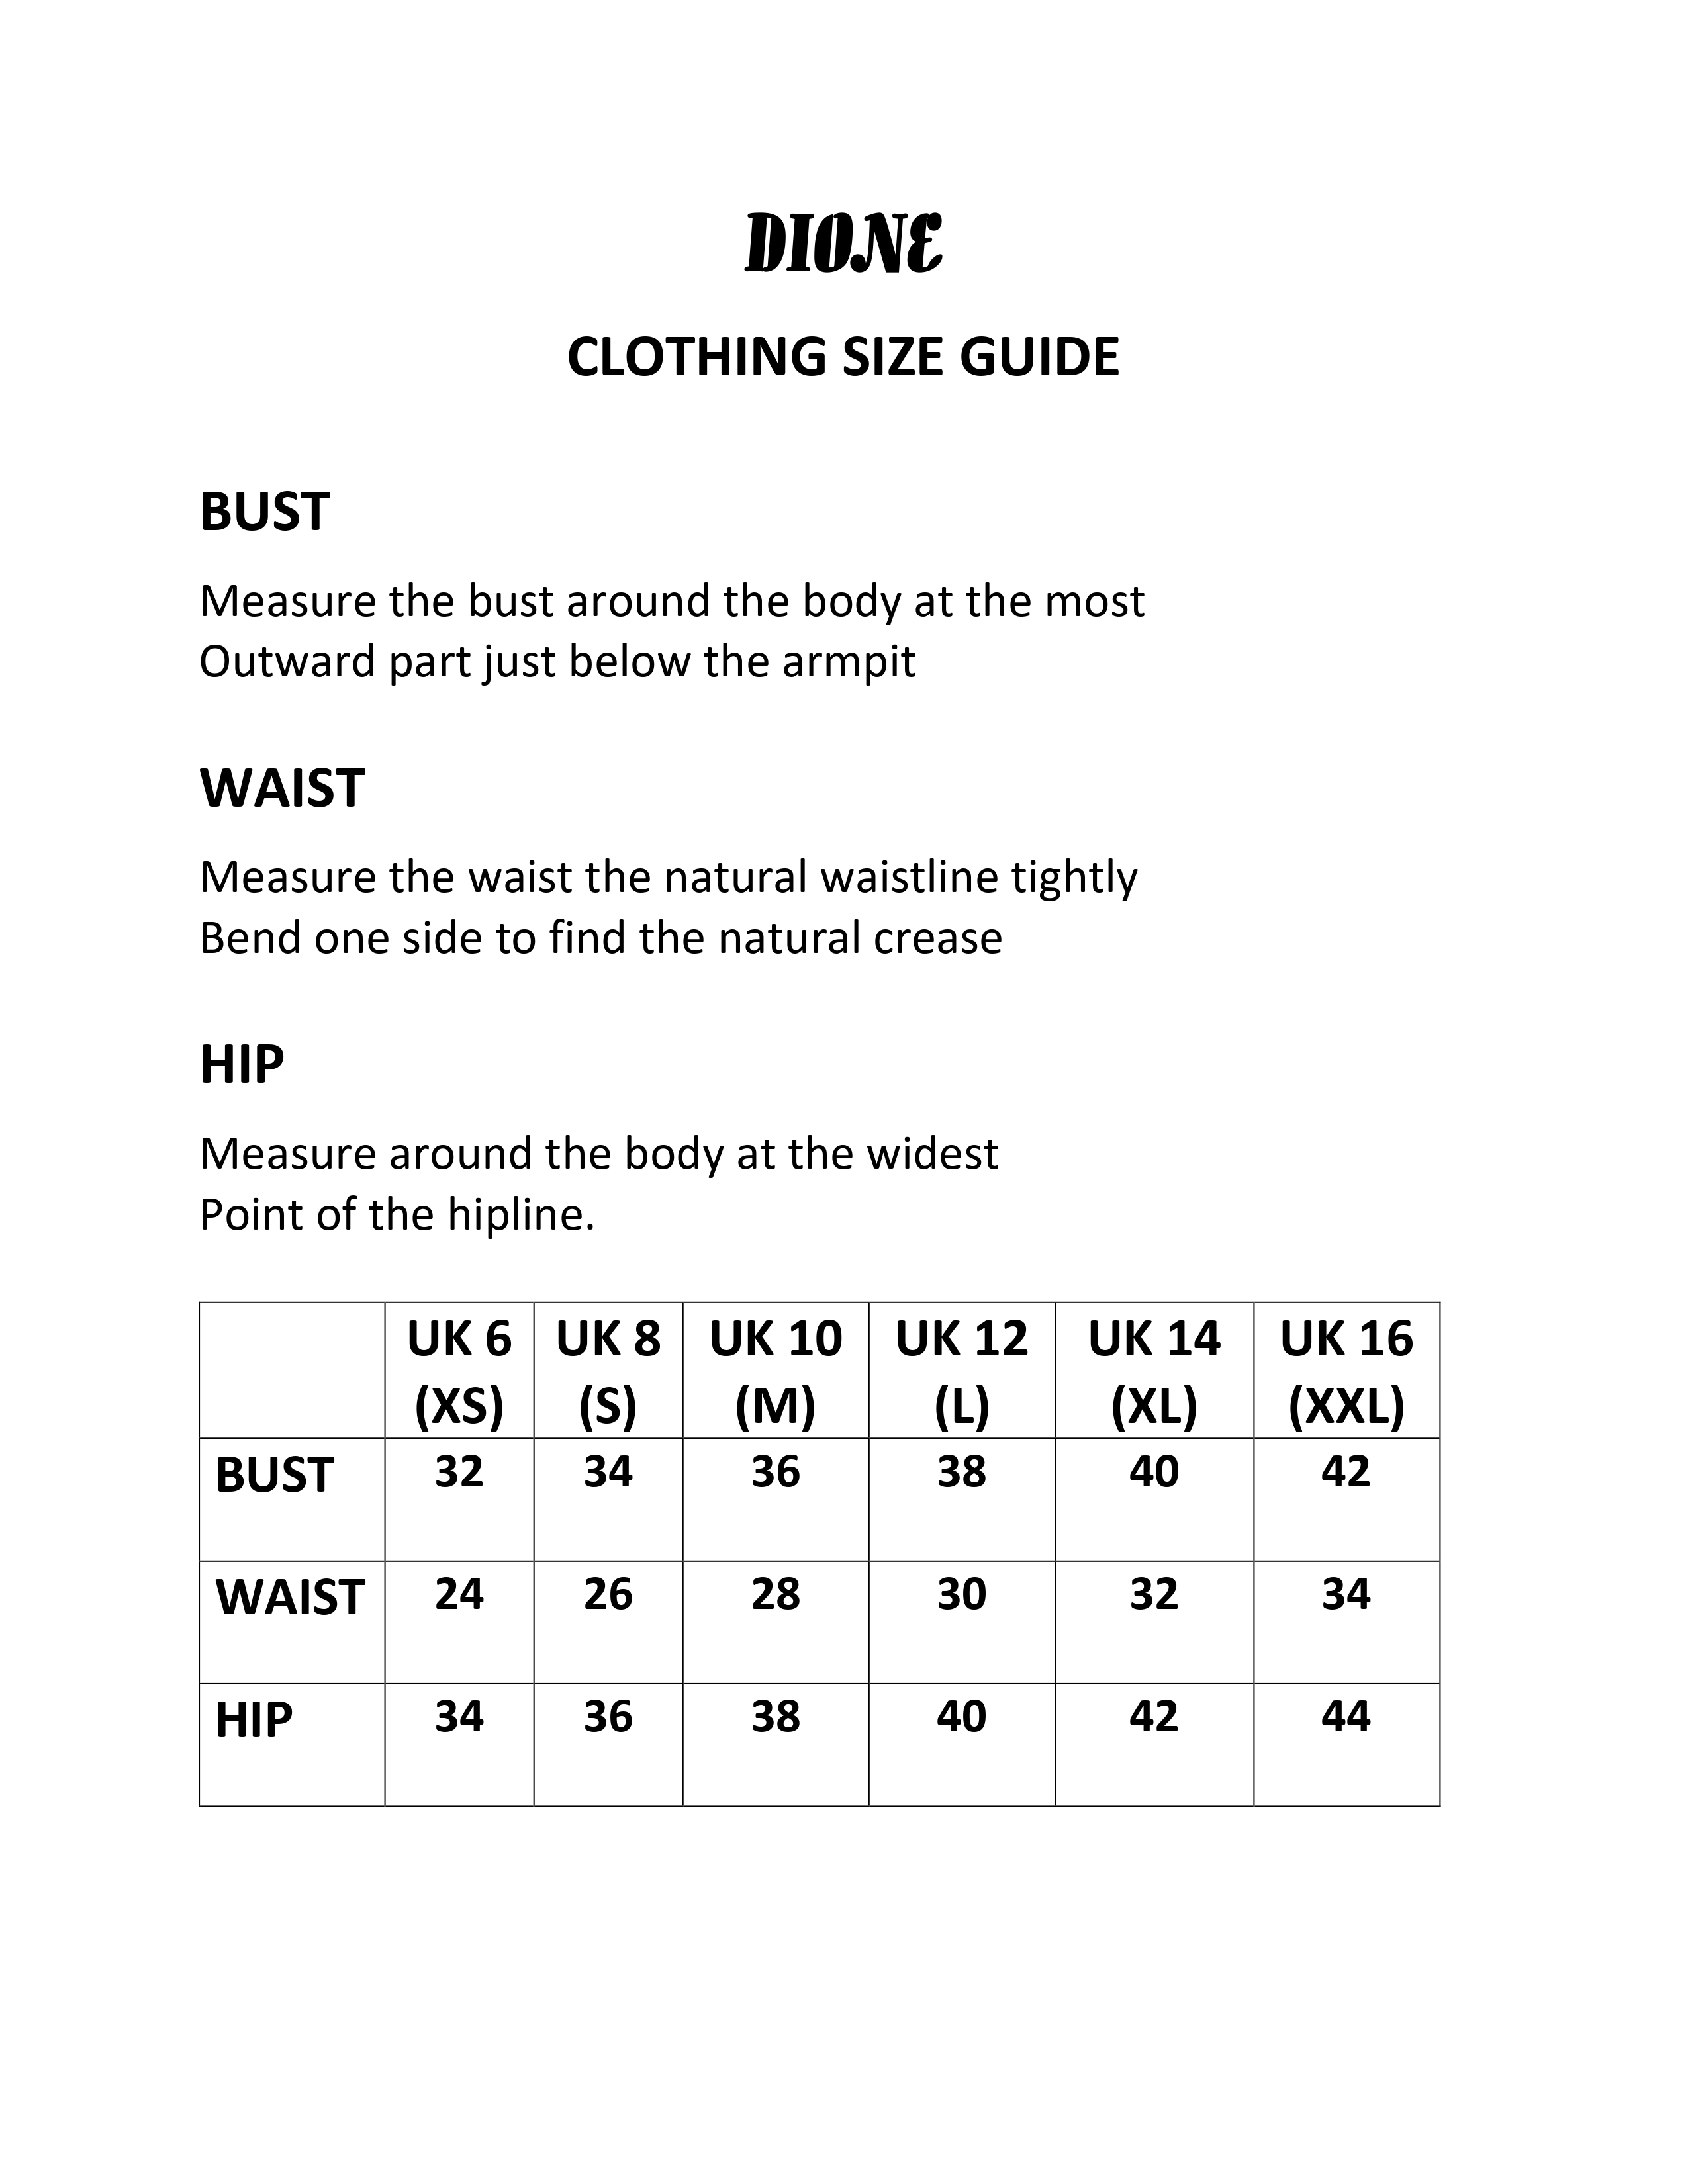 DIONE
CLOTHING SIZE GUIDE
BUST
Measure the bust around the body at the most
Outward part just below the armpit
WAIST
Measure the waist the natural waistline tightly
Bend one side to find the natural crease
HIP
Measure around the body at the widest
Point of the hipline.
UK 6 UK 8 UK 10 UK 12 UK 14 UK 16
(XS) (S) (M) (L) (XL) (XXL)
BUST 32 34 36 38 40 42
WAIST 24 26 28 30 32 34
HIP 34 36 38 40 42 44